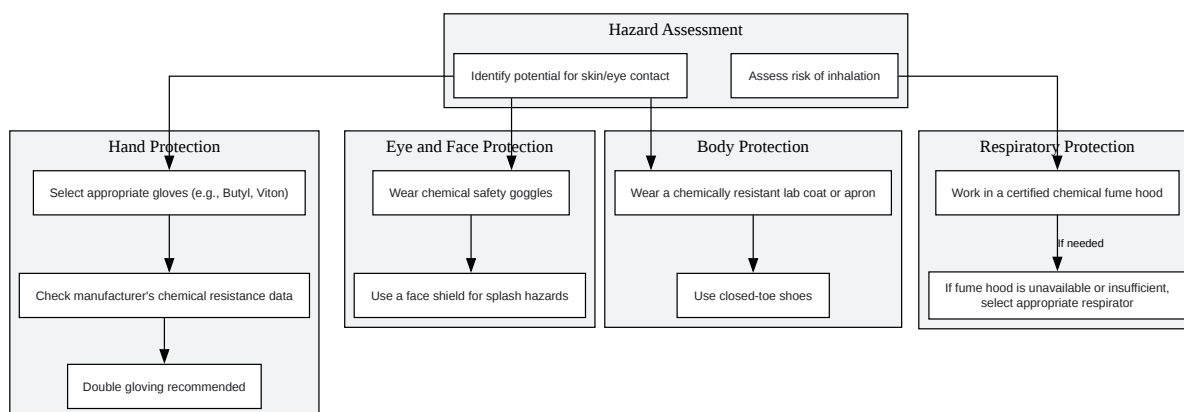 Hazard Assessment
Identify potential for skin/eye contact
Assess risk of inhalation
Hand Protection
Select appropriate gloves (e.g., Butyl, Viton)
Check manufacturer's chemical resistance data
Double gloving recommended
Eye and Face Protection
Wear chemical safety goggles
Use a face shield for splash hazards
Body Protection
Wear a chemically resistant lab coat or apron
Use closed-toe shoes
Respiratory Protection
Work in a certified chemical fume hood
If needed
If fume hood is unavailable or insufficient,
select appropriate respirator